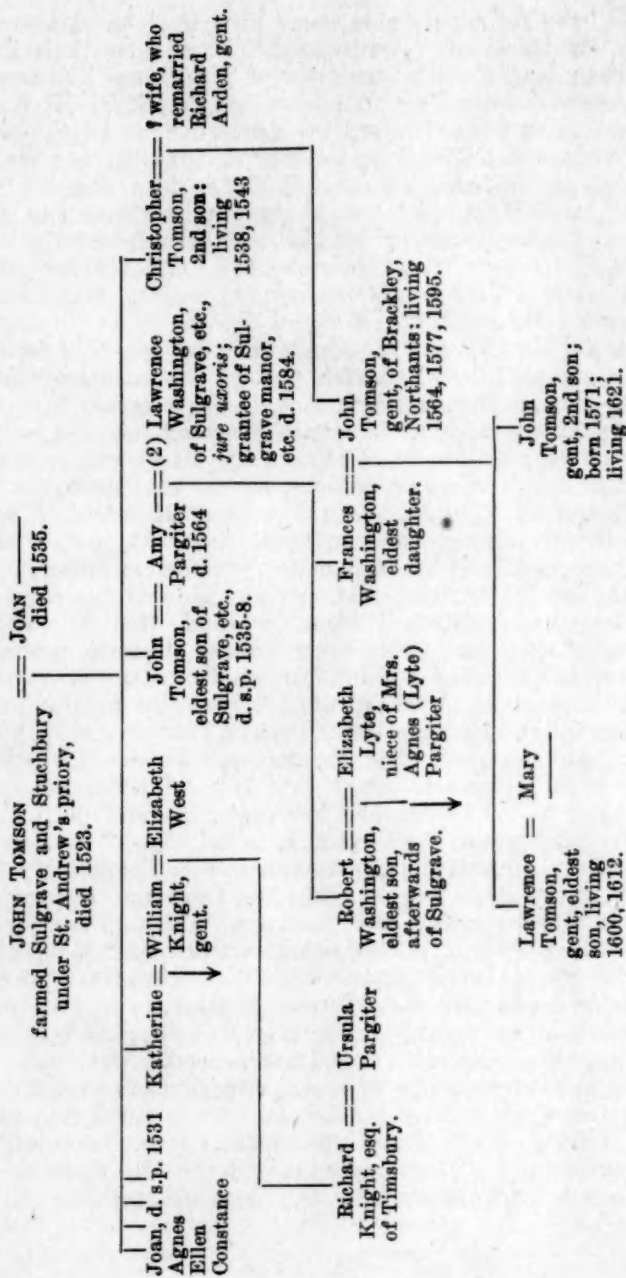 JOHN TOMSON == JOAN ____
farmed Sulgrave and Stuchbery died 1535.
under St. Andrew's priory,
died 1523.
Joan, d. s.p. 1531
Agnes
Ellen
Constance
Katherine == William == Elizabeth
Knight, West
gent.
John == Amy == (2) Lawrence
Tomson, Pargiter Washington,
eldest son of d. 1564 of Sulgrave, etc.,
Sulgrave, etc., jure uxoris;
d. s.p. 1535-8. grantee of Sul-
grave manor,
etc. d. 1584.
Christopher == wife, who
Tomson, remarried
2nd son: Richard
living Arden, gent.
1538, 1543
Richard == Ursula
Knight, esq. Pargiter.
of Timsbury.
Robert == Elizabeth
Washington, Lyte,
eldest son, niece of Mrs.
afterwards Agnes (Lyte)
of Sulgrave. Pargiter
Frances == John
Washington, Tomson,
eldest gent, of Brackley,
daughter. Northants: living
1564, 1577, 1595.
Lawrence == Mary ____
Tomson,
gent, eldest
son, living
1600, 1612.
John
Tomson,
gent, 2nd son;
born 1571,
living 1621.